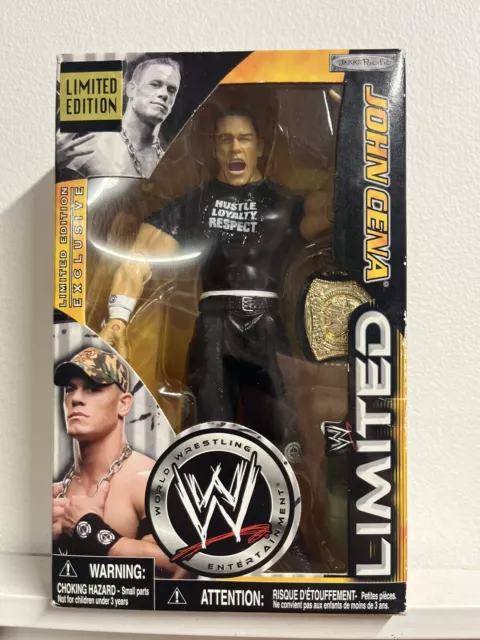 LIMITED
EDITION
JAKKS Pacific
JOHN CENA®
LIMITED EDITION
EXCLUSIVE
HUSTLE
LOYALTY
RESPECT
LIMITED
WORLD WRESTLING
ENTERTAINMENT
W
WARNING:
CHOKING HAZARD - Small parts
Not for children under 3 years
ATTENTION:
RISQUE D'ÉTOUFFEMENT- Petites pièces.
Ne convient pas aux enfants de moins de 3 ans.